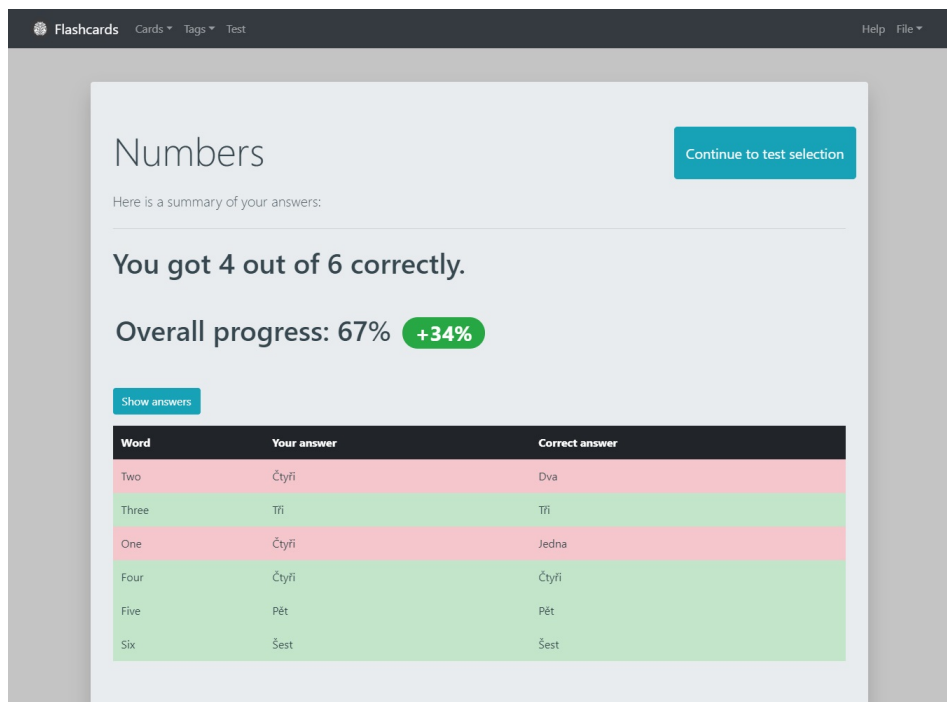 Flashcards Cards Tags Test Help File
Numbers
Continue to test selection
Here is a summary of your answers:
You got 4 out of 6 correctly.
Overall progress: 67% +34%
Show answers
Word Your answer Correct answer
Two Čtyři Dva
Three Tři Tři
One Čtyři Jedna
Four Čtyři Čtyři
Five Pět Pět
Six Šest Šest